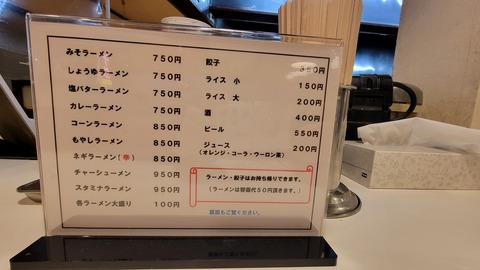 みそラーメン 750円
しょうゆラーメン 750円
塩バターラーメン 750円
カレーラーメン 750円
コーンラーメン 850円
もやしラーメン 850円
ネギラーメン(辛) 850円
チャーシューメン 950円
スタミナラーメン 950円
各ラーメン大盛り 100円
餃子
ライス 小 150円
ライス 大 200円
酒 400円
ビール 550円
ジュース 200円
(オレンジ・コーラ・ウーロン茶)
ラーメン・餃子はお持ち帰りできます。
(ラーメンは容器代50円頂きます。)
裏面もご覧ください。